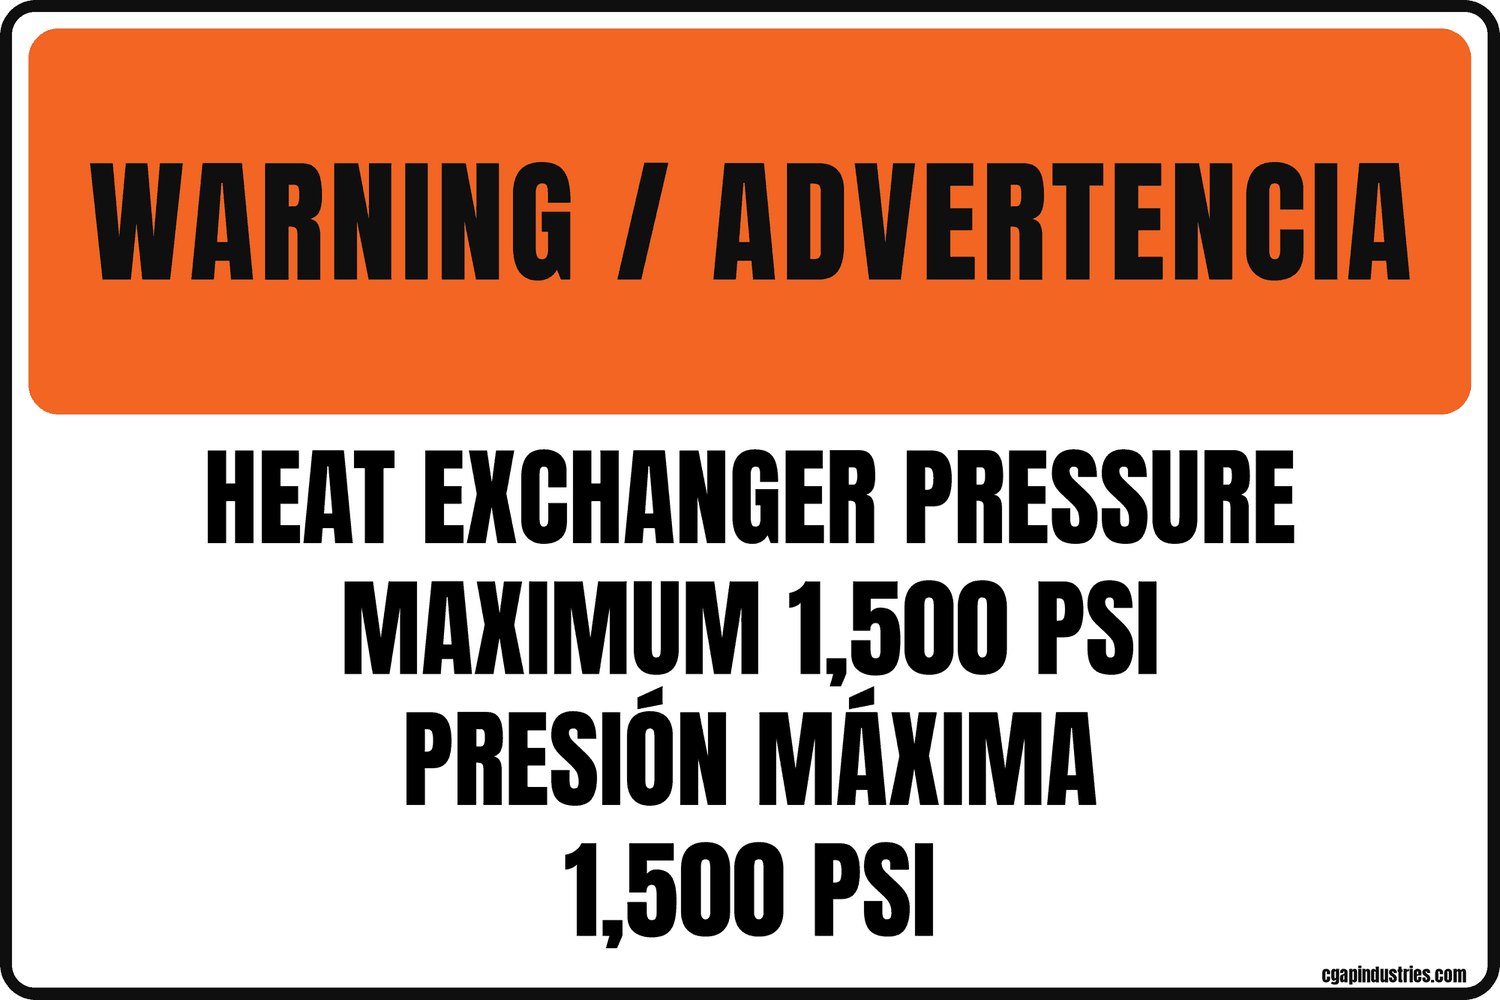 WARNING / ADVERTENCIA
HEAT EXCHANGER PRESSURE
MAXIMUM 1,500 PSI
PRESIÓN MÁXIMA
1,500 PSI
cgapindustries.com